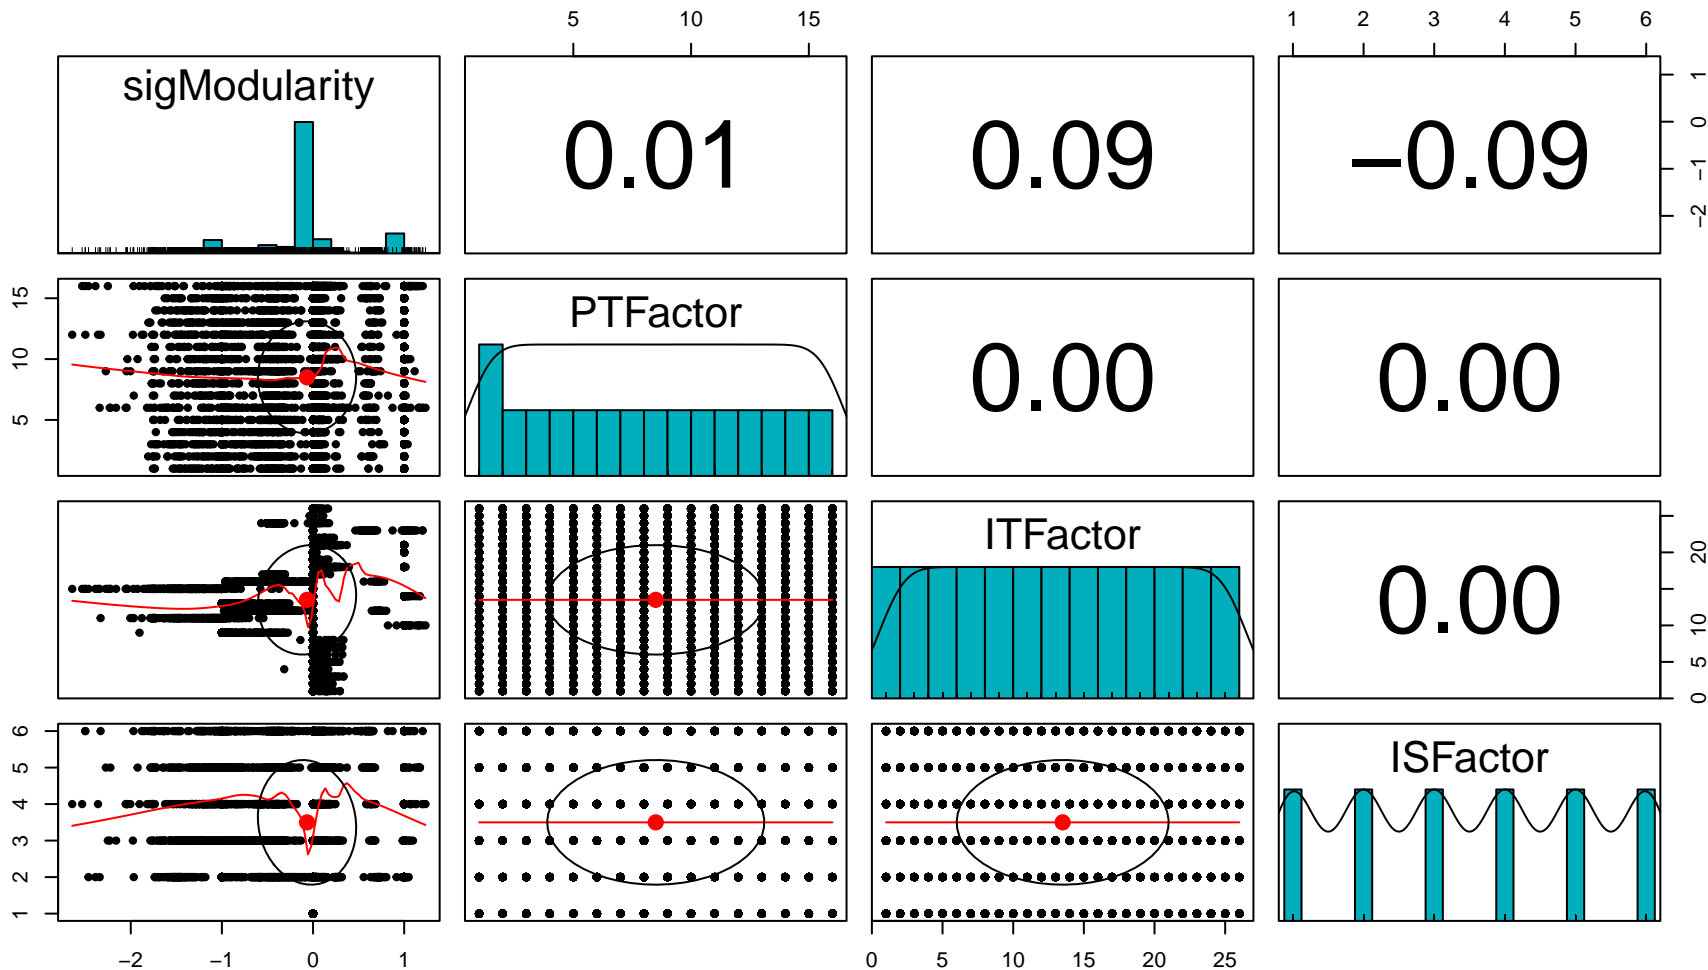 5 10 15 1 2 3 4 5 6
sigModularity
0.01 0.09 −0.09
1 0 −1 −2
PTFactor
15 10 5
0.00 0.00
ITFactor
0.00
20 10 5 0
ISFactor
6 5 4 3 2 1
−2 −1 0 1 0 5 10 15 20 25